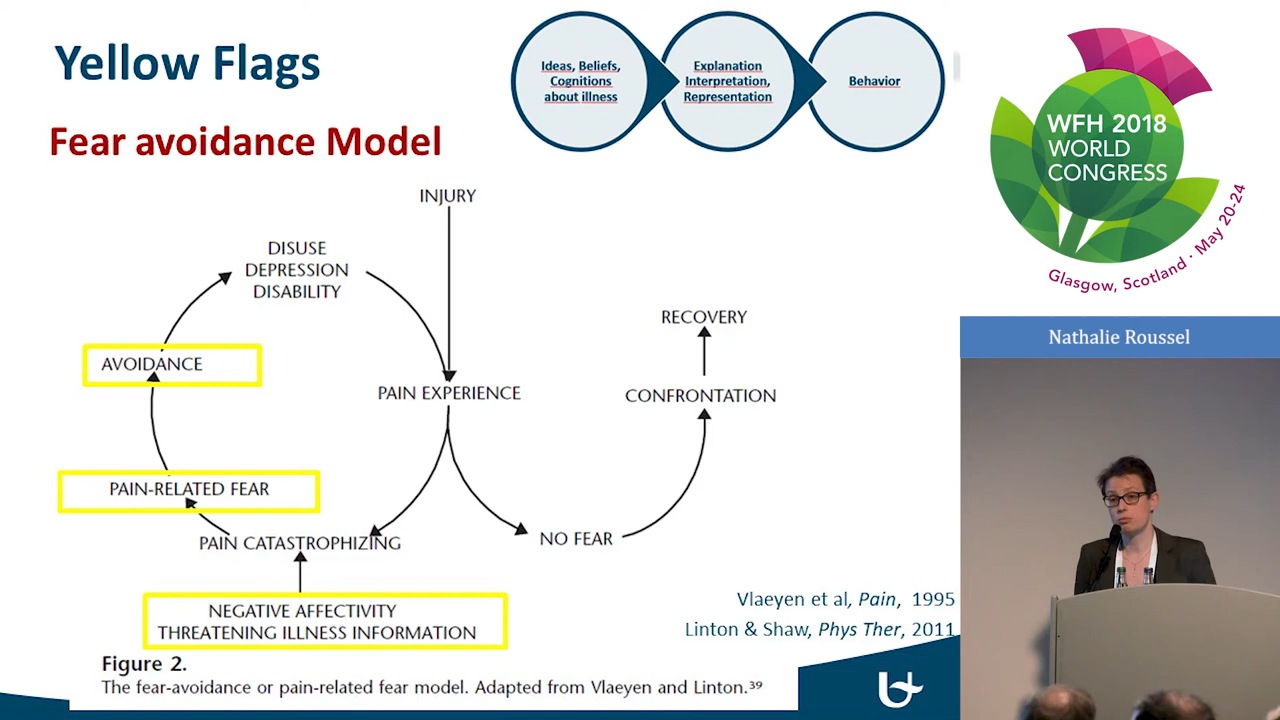 Yellow Flags
Fear avoidance Model
Ideas, Beliefs,
Cognitions
about illness
Explanation
Interpretation,
Representation
Behavior
INJURY
DISUSE
DEPRESSION
DISABILITY
AVOIDANCE
PAIN EXPERIENCE
RECOVERY
CONFRONTATION
PAIN-RELATED FEAR
PAIN CATASTROPHIZING
NO FEAR
NEGATIVE AFFECTIVITY
THREATENING ILLNESS INFORMATION
Vlaeyen et al, Pain, 1995
Linton & Shaw, Phys Ther, 2011
Figure 2.
The fear-avoidance or pain-related fear model. Adapted from Vlaeyen and Linton.³⁹
WFH 2018
WORLD
CONGRESS
Glasgow, Scotland · May 20-24
Nathalie Roussel